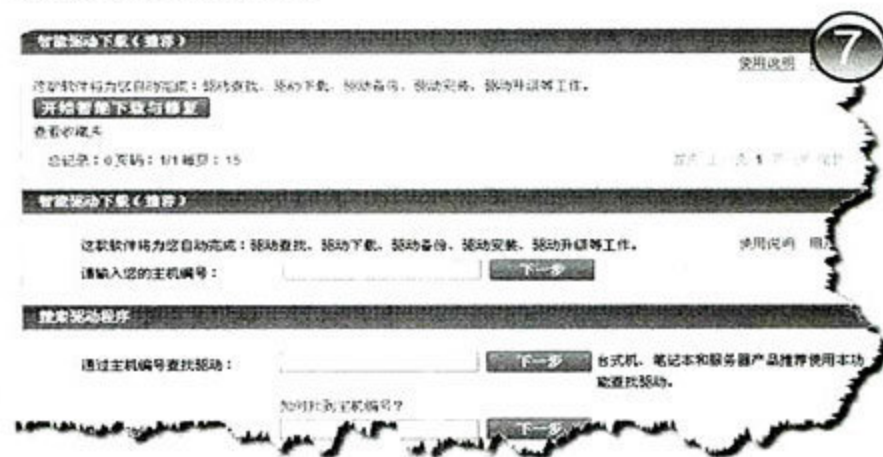 7
智能驱动下载（推荐）
使用说明
这款软件将为您自动完成：驱动查找、驱动下载、驱动备份、驱动安装、驱动升级等工作。
开始智能下载与修复
查看收藏夹
总记录：0 页码：1/1 每页：15
智能驱动下载（推荐）
这款软件将为您自动完成：驱动查找、驱动下载、驱动备份、驱动安装、驱动升级等工作。 使用说明
请输入您的主机编号： 下一步
搜索驱动程序
通过主机编号查找驱动： 下一步 台式机、笔记本和服务器产品推荐使用本功
能查找驱动。
如何找到主机编号？
下一步